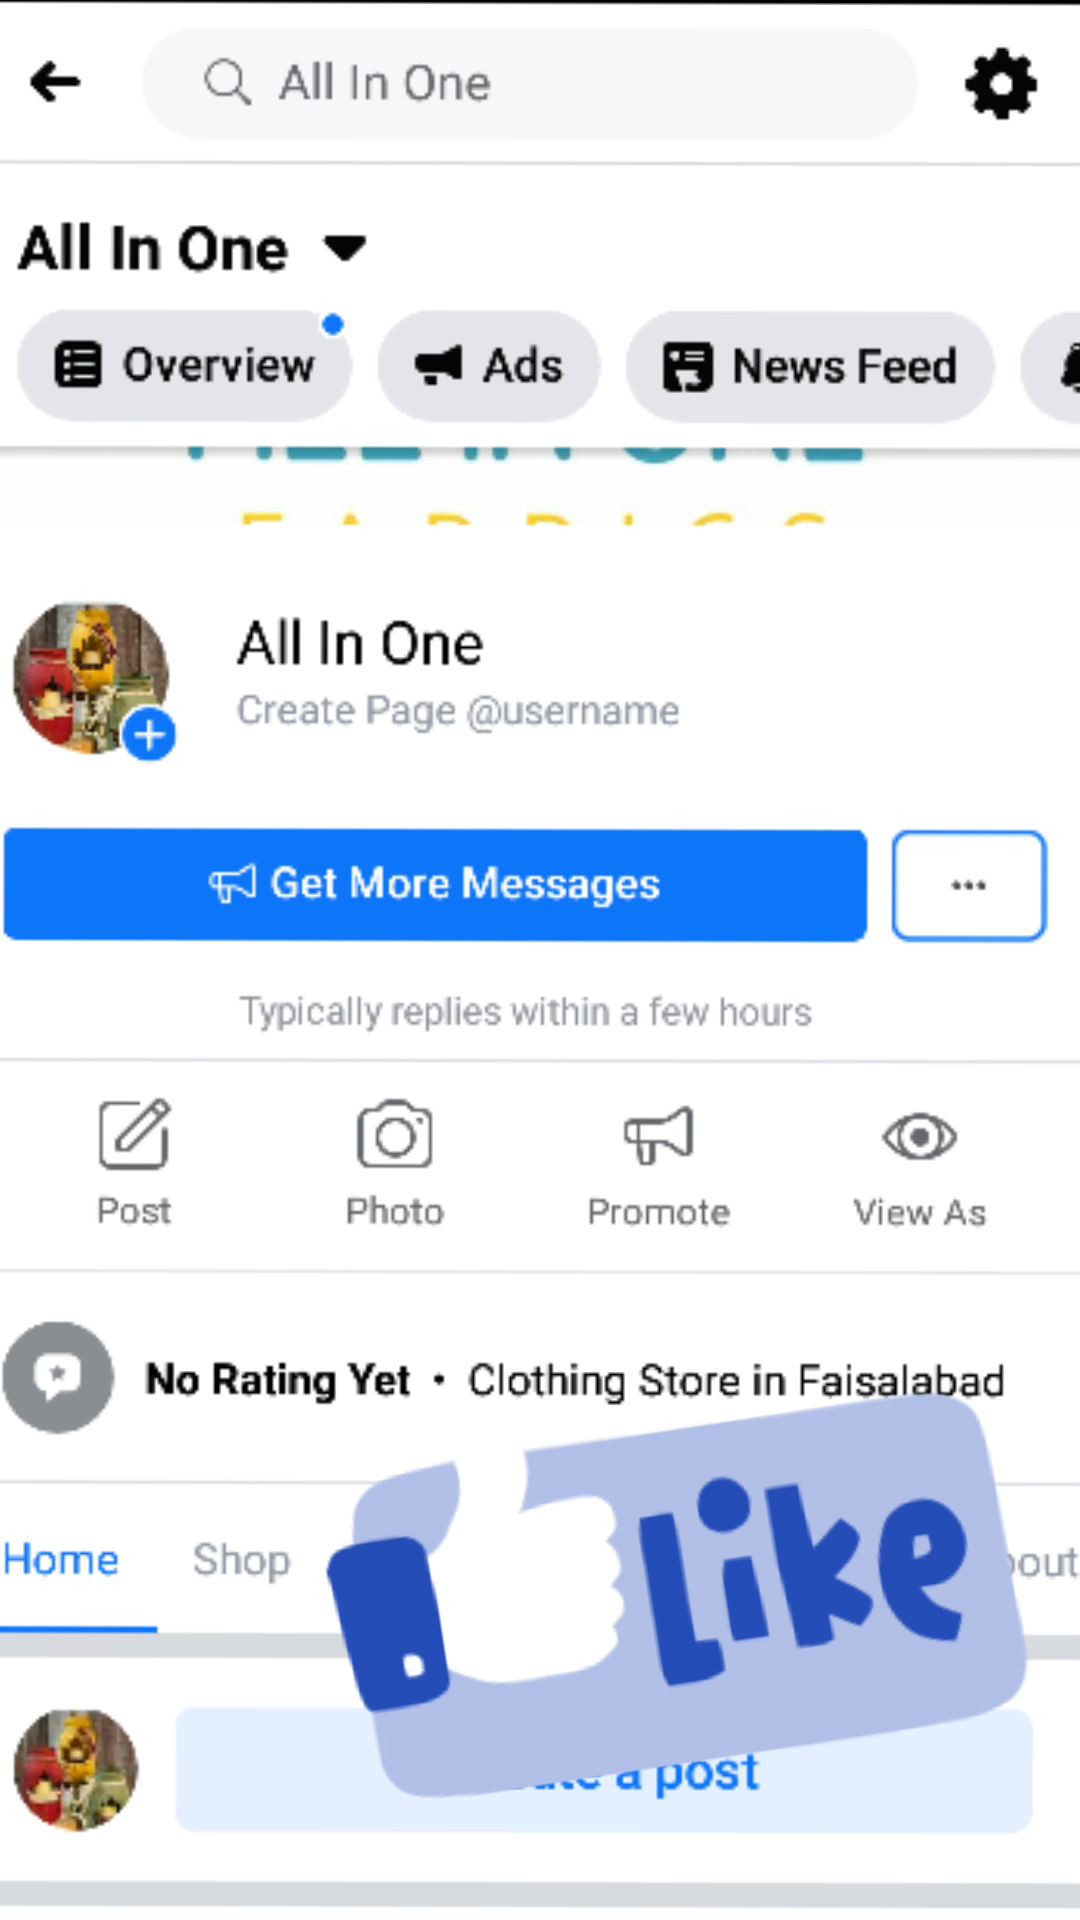 All In One
All In One
Overview
Ads
News Feed
All In One
Create Page @username
Get More Messages
Typically replies within a few hours
Post
Photo
Promote
View As
No Rating Yet • Clothing Store in Faisalabad
Home
Shop
Like
a post